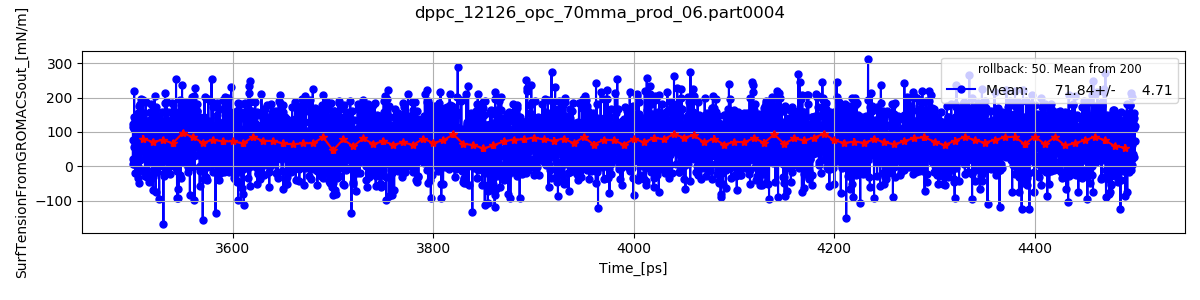 dppc_12126_opc_70mma_prod_06.part0004
SurfTensionFromGROMACSout_[mN/m]
300
200
100
0
−100
rollback: 50. Mean from 200
Mean: 71.84+/- 4.71
3600 3800 4000 4200 4400
Time_[ps]